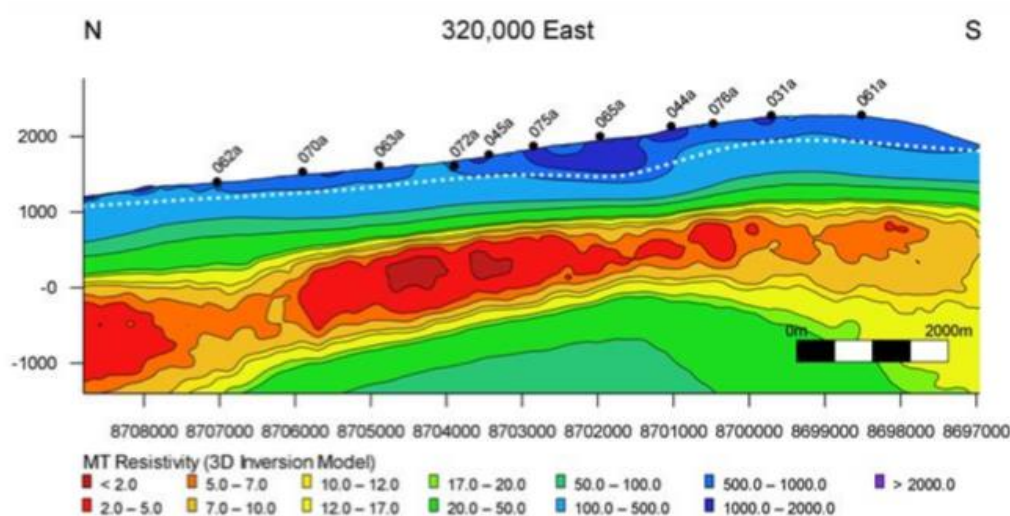 N 320,000 East S
2000
1000
-0
-1000
062a 070a 063a 072a 045a 075a 065a 044a 076a 031a 061a
0m 2000m
8708000 8707000 8706000 8705000 8704000 8703000 8702000 8701000 8700000 8699000 8698000 8697000
MT Resistivity (3D Inversion Model)
< 2.0 5.0 – 7.0 10.0 – 12.0 17.0 – 20.0 50.0 – 100.0 500.0 – 1000.0 > 2000.0
2.0 – 5.0 7.0 – 10.0 12.0 – 17.0 20.0 – 50.0 100.0 – 500.0 1000.0 – 2000.0